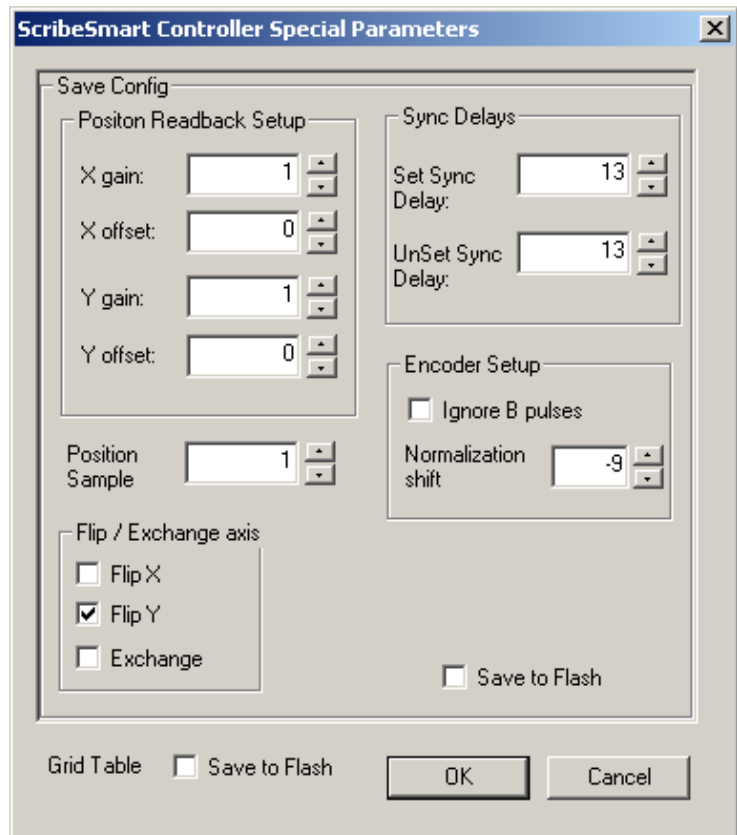 ScribeSmart Controller Special Parameters
Save Config
Positon Readback Setup
X gain: 1
X offset: 0
Y gain: 1
Y offset: 0
Position
Sample 1
Flip / Exchange axis
Flip X
Flip Y
Exchange
Sync Delays
Set Sync
Delay: 13
UnSet Sync
Delay: 13
Encoder Setup
Ignore B pulses
Normalization
shift -9
Save to Flash
Grid Table Save to Flash OK Cancel